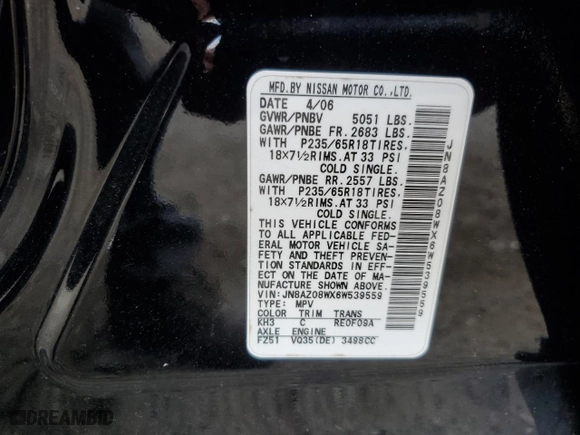 MFD.BY NISSAN MOTOR CO.,LTD.
DATE 4/06
GVWR/PNBV 5051 LBS.
GAWR/PNBE FR. 2683 LBS.
WITH P235/65R18TIRES.
18X7½RIMS.AT 33 PSI
COLD SINGLE.
GAWR/PNBE RR. 2557 LBS.
WITH P235/65R18TIRES.
18X7½RIMS.AT 33 PSI
COLD SINGLE.
THIS VEHICLE CONFORMS
TO ALL APPLICABLE FED-
ERAL MOTOR VEHICLE SA-
FETY AND THEFT PREVEN-
TION STANDARDS IN EFF-
ECT ON THE DATE OF MA-
NUFACTURE SHOWN ABOVE.
VIN: JN8AZ08WX6W539559
TYPE: MPV
COLOR TRIM TRANS
KH3 C RE0F09A
AXLE ENGINE
FZ51 VQ35(DE) 3498CC
JN8AZ08WX6W539559
DREAMBID